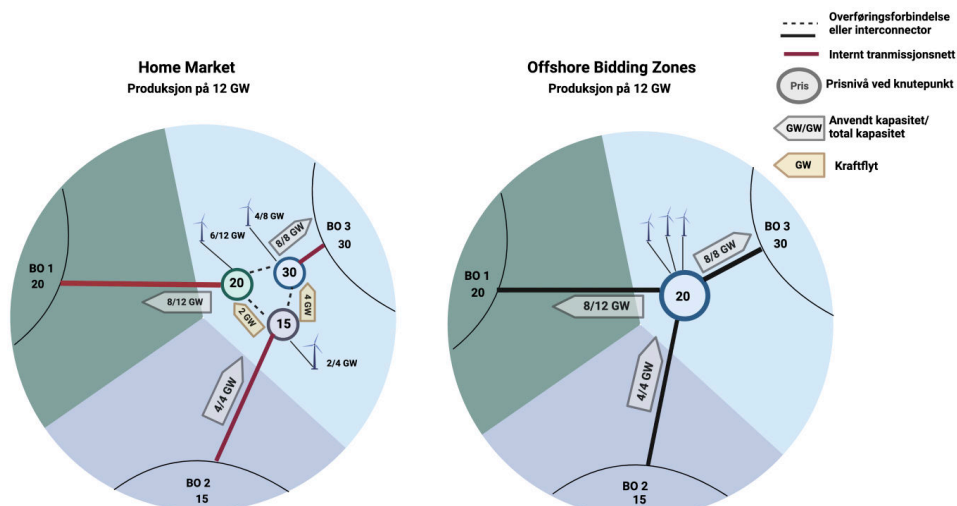 Home Market
Produksjon på 12 GW
BO 1
20
BO 3
30
BO 2
15
6/12 GW
4/8 GW
8/8 GW
20
30
15
8/12 GW
2 GW
4 GW
2/4 GW
4/4 GW
Offshore Bidding Zones
Produksjon på 12 GW
BO 1
20
BO 3
30
BO 2
15
8/8 GW
20
8/12 GW
4/4 GW
Overføringsforbindelse
eller interconnector
Internt tranmissjonsnett
Pris
Prisnivå ved knutepunkt
GW/GW
Anvendt kapasitet/
total kapasitet
GW
Kraftflyt